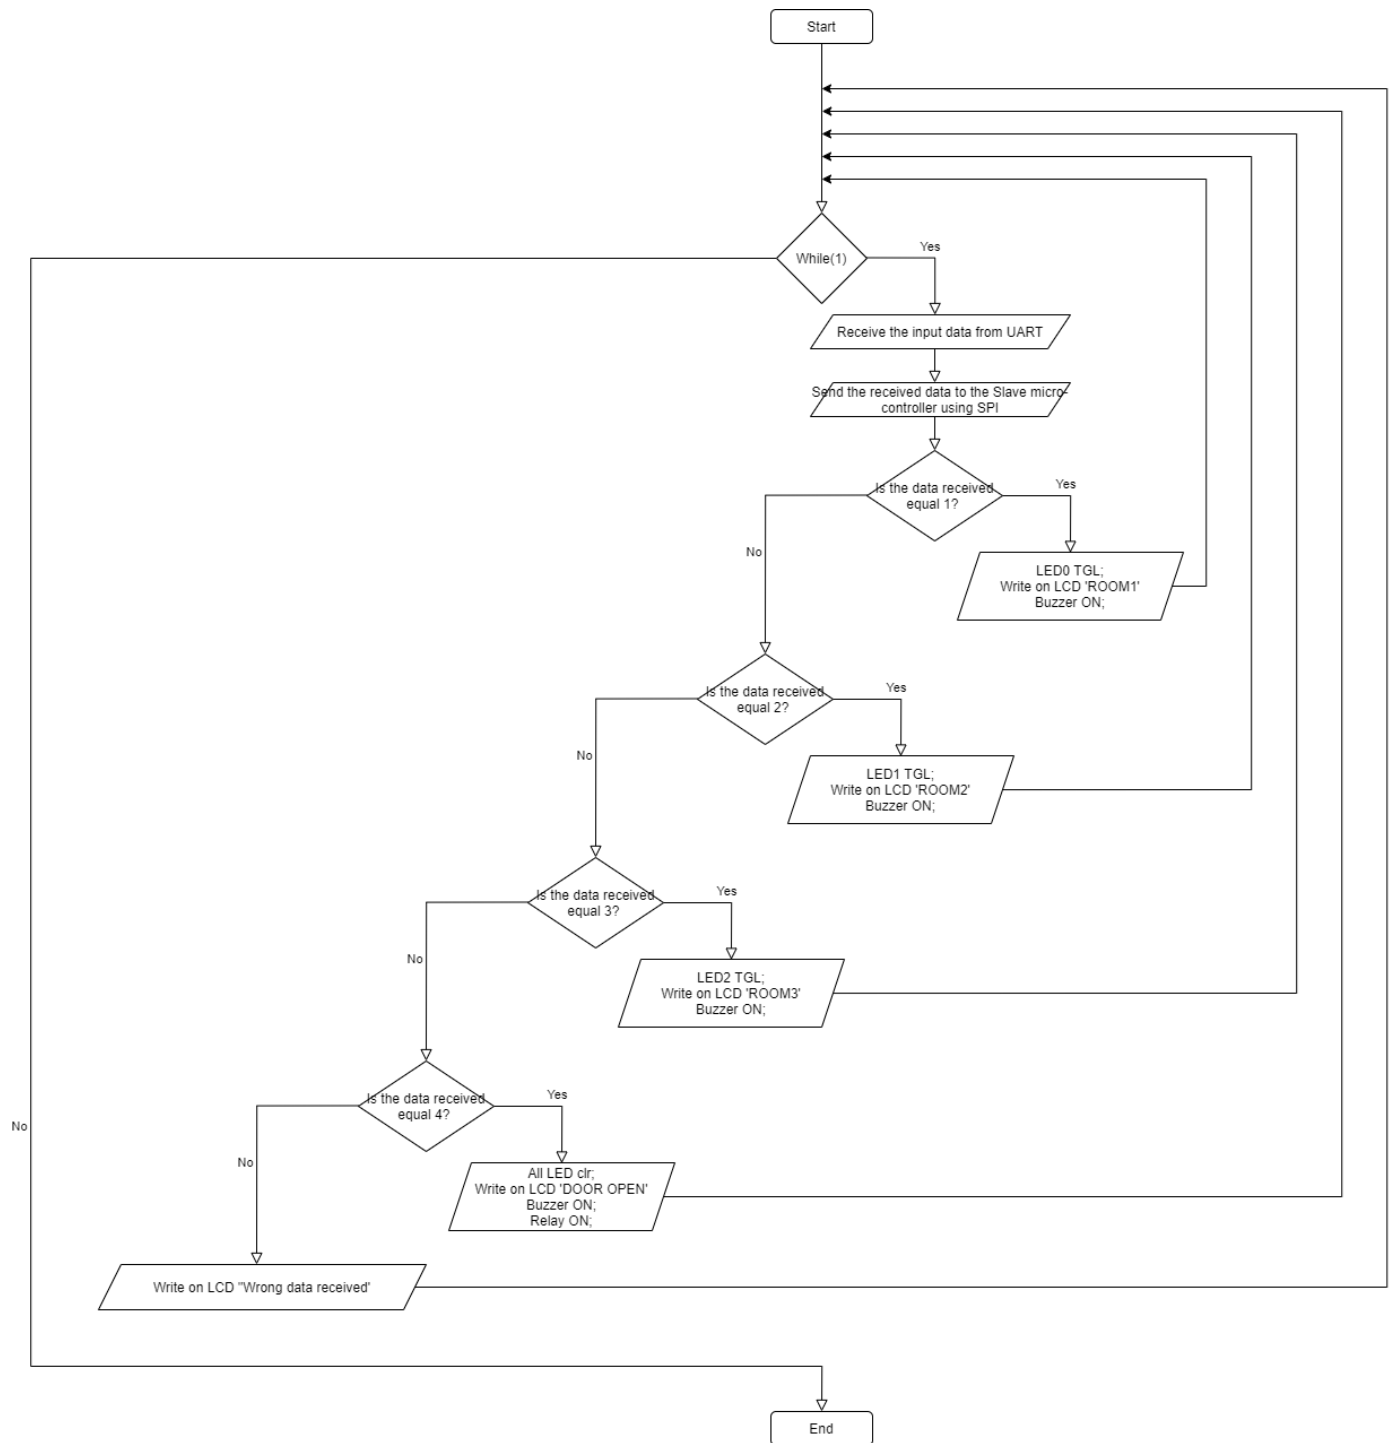 Start
While(1)
Yes
Receive the input data from UART
Send the received data to the Slave micro-
controller using SPI
Is the data received
equal 1?
Yes
No
LED0 TGL;
Write on LCD 'ROOM1'
Buzzer ON;
Is the data received
equal 2?
Yes
No
LED1 TGL;
Write on LCD 'ROOM2'
Buzzer ON;
Is the data received
equal 3?
Yes
No
LED2 TGL;
Write on LCD 'ROOM3'
Buzzer ON;
Is the data received
equal 4?
Yes
No
No
All LED clr;
Write on LCD 'DOOR OPEN'
Buzzer ON;
Relay ON;
Write on LCD "Wrong data received'
End